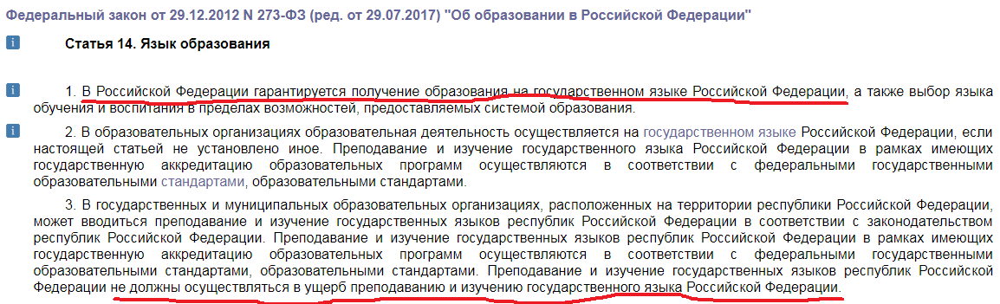 Федеральный закон от 29.12.2012 N 273-ФЗ (ред. от 29.07.2017) "Об образовании в Российской Федерации"
Статья 14. Язык образования
1. В Российской Федерации гарантируется получение образования на государственном языке Российской Федерации, а также выбор языка
обучения и воспитания в пределах возможностей, предоставляемых системой образования.
2. В образовательных организациях образовательная деятельность осуществляется на государственном языке Российской Федерации, если
настоящей статьей не установлено иное. Преподавание и изучение государственного языка Российской Федерации в рамках имеющих
государственную аккредитацию образовательных программ осуществляются в соответствии с федеральными государственными
образовательными стандартами, образовательными стандартами.
3. В государственных и муниципальных образовательных организациях, расположенных на территории республики Российской Федерации,
может вводиться преподавание и изучение государственных языков республик Российской Федерации в соответствии с законодательством
республик Российской Федерации. Преподавание и изучение государственных языков республик Российской Федерации в рамках имеющих
государственную аккредитацию образовательных программ осуществляются в соответствии с федеральными государственными
образовательными стандартами, образовательными стандартами. Преподавание и изучение государственных языков республик Российской
Федерации не должны осуществляться в ущерб преподаванию и изучению государственного языка Российской Федерации.